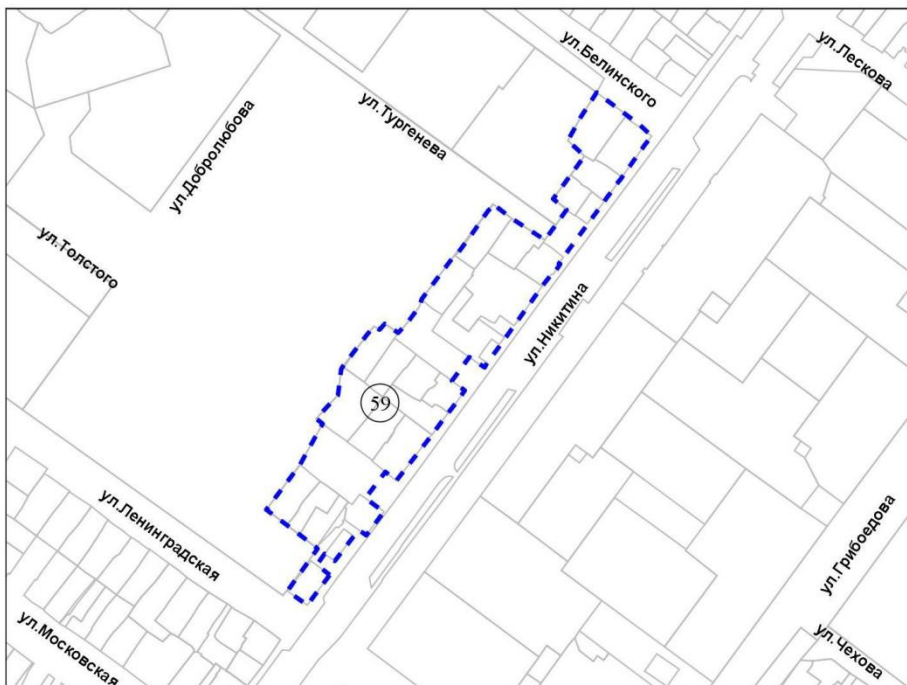 ул.Белинского
ул.Лескова
ул.Тургенева
ул.Добролюбова
ул.Толстого
ул.Никитина
59
ул.Ленинградская
ул.Грибоедова
ул.Московская
ул.Чехова